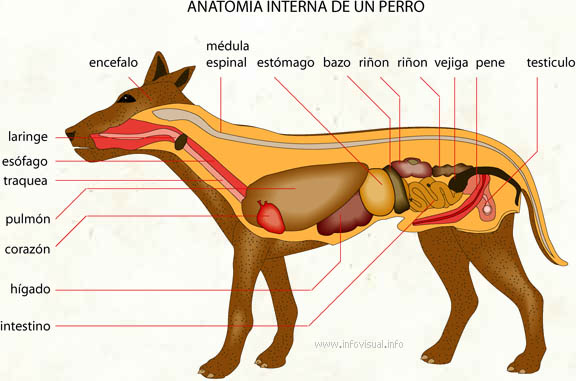 ANATOMIA INTERNA DE UN PERRO
encefalo
médula
espinal
estómago
bazo
riñon
riñon
vejiga
pene
testiculo
laringe
esófago
traquea
pulmón
corazón
hígado
intestino
www.infovisual.info